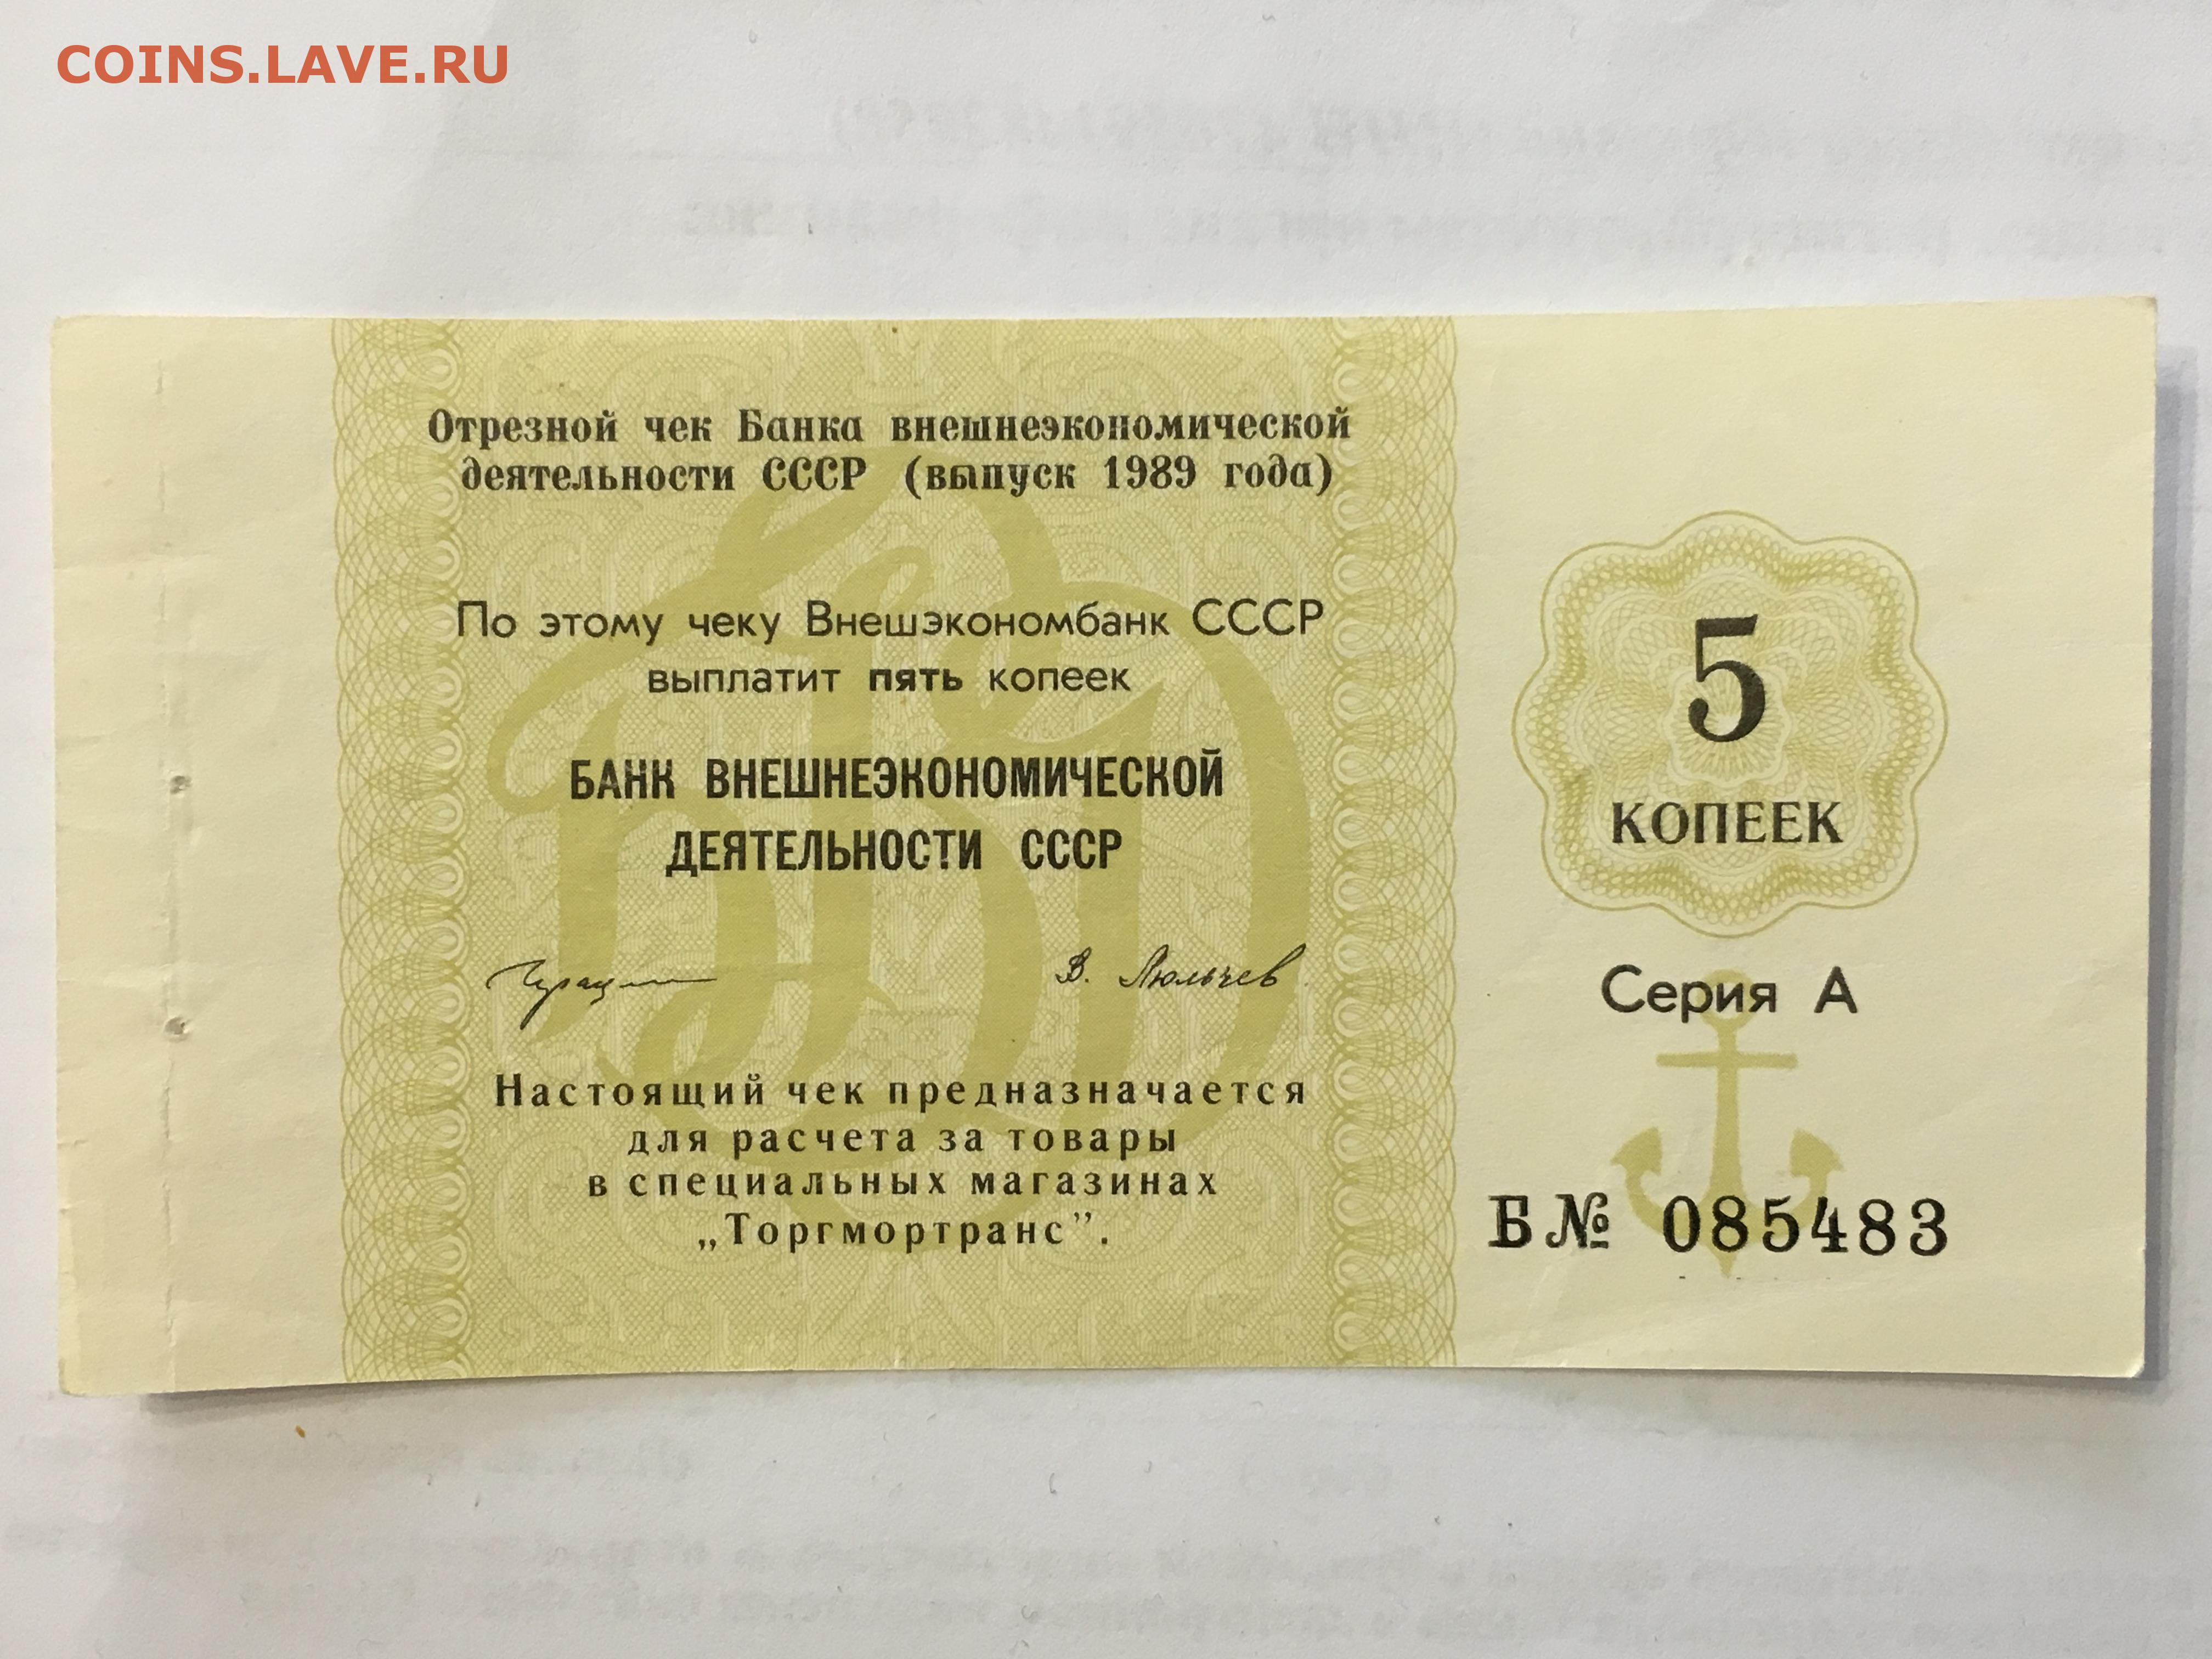 COINS.LAVE.RU
Отрезной чек Банка внешнеэкономической
деятельности СССР (выпуск 1989 года)
По этому чеку Внешэкономбанк СССР
выплатит пять копеек
БАНК ВНЕШНЕЭКОНОМИЧЕСКОЙ
ДЕЯТЕЛЬНОСТИ СССР
В. Люльчев
Настоящий чек предназначается
для расчета за товары
в специальных магазинах
„Торгмортранс”.
5
КОПЕЕК
Серия А
Б№ 085483